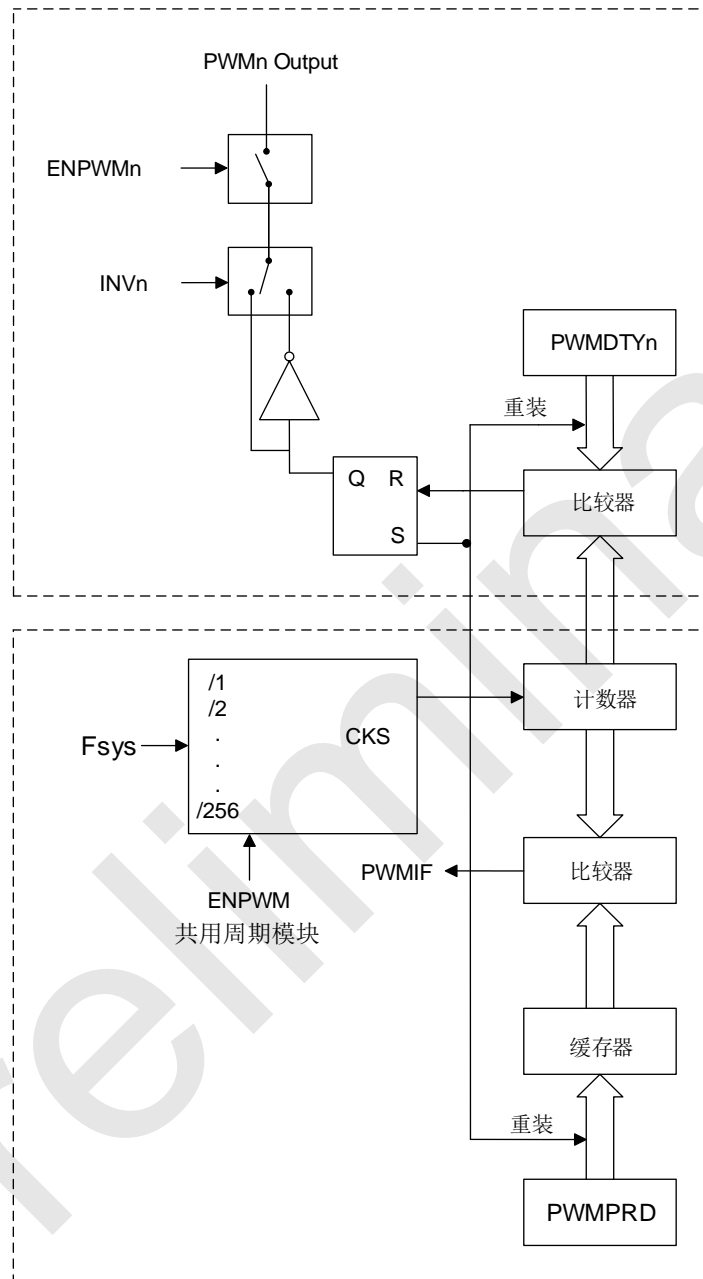 PWMn Output
ENPWMn
INVn
PWMDTYn
重装
Q R
S
比较器
/1
/2
.
.
.
/256
CKS
Fsys
计数器
PWMIF
比较器
ENPWM
共用周期模块
缓存器
重装
PWMPRD
relimina